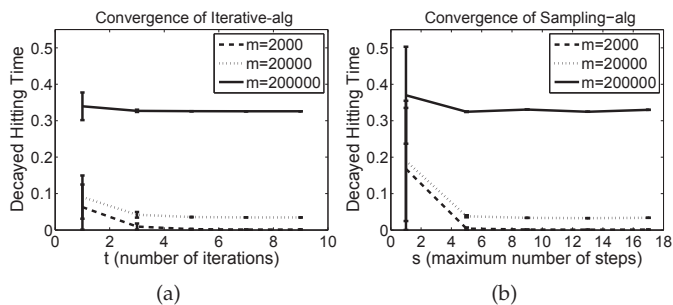 Convergence of Iterative-alg
Decayed Hitting Time
0.5
0.4
0.3
0.2
0.1
0
m=2000
m=20000
m=200000
0 2 4 6 8 10
t (number of iterations)
(a)
Convergence of Sampling−alg
Decayed Hitting Time
0.5
0.4
0.3
0.2
0.1
0
m=2000
m=20000
m=200000
0 2 4 6 8 10 12 14 16 18
s (maximum number of steps)
(b)